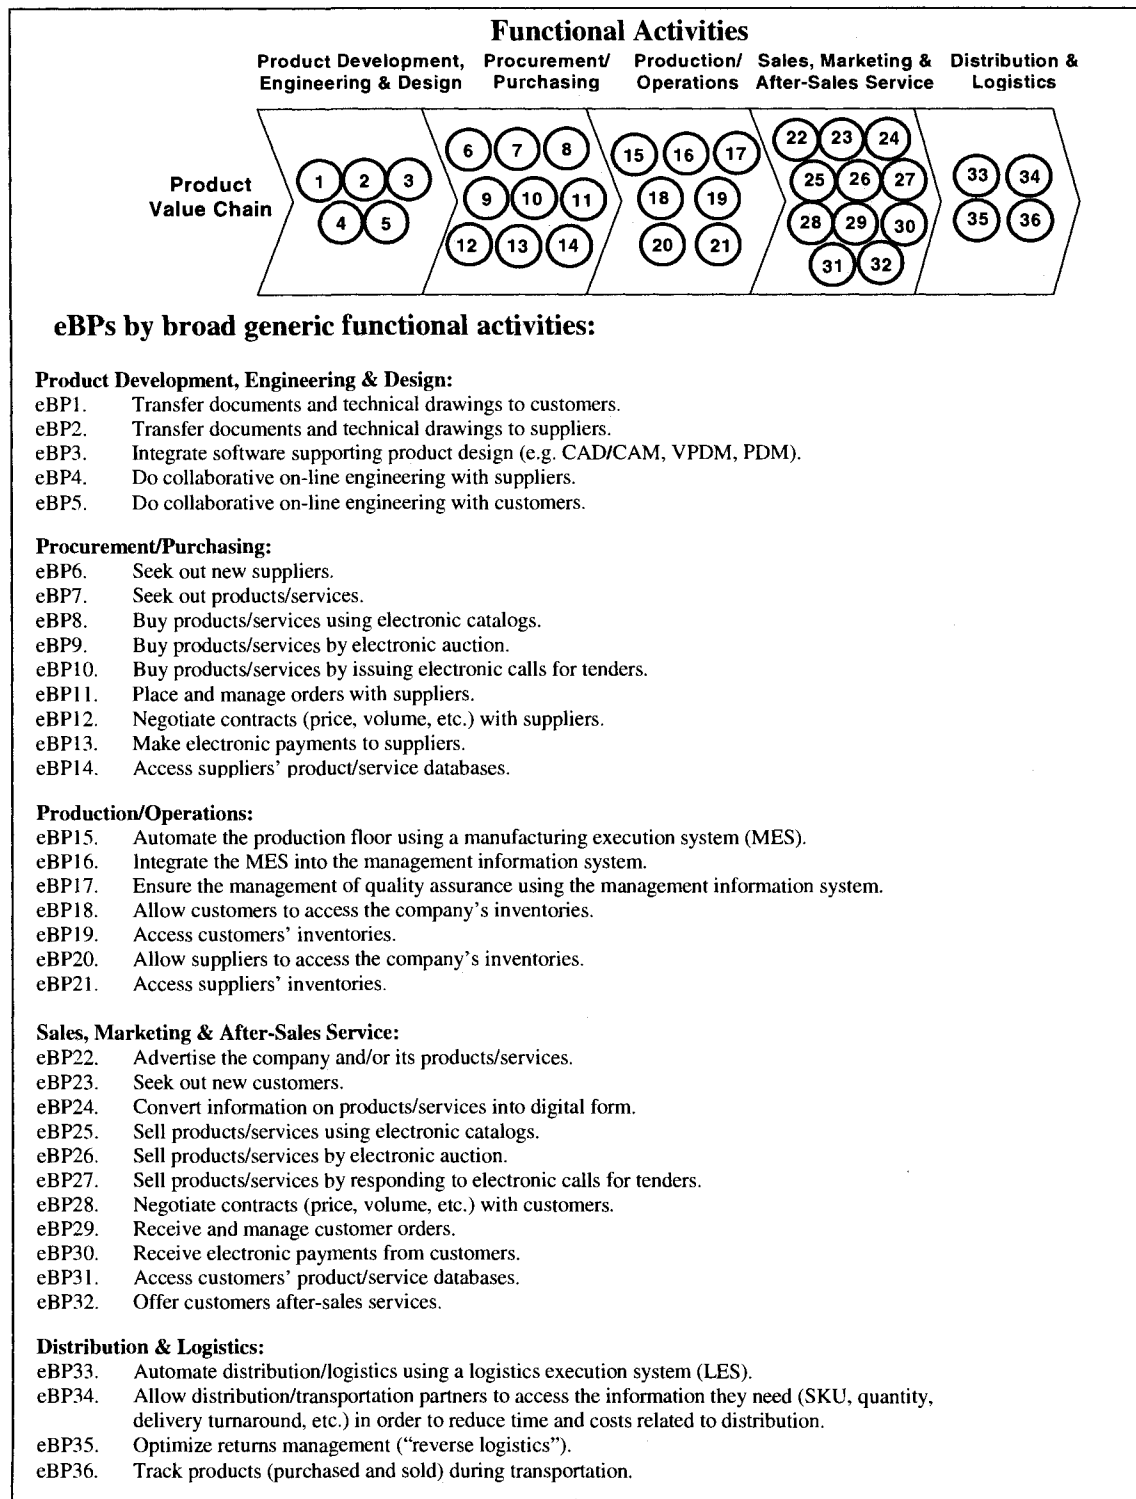 Functional Activities
Product Development, Procurement/ Production/ Sales, Marketing & Distribution &
Engineering & Design Purchasing Operations After-Sales Service Logistics
Product
Value Chain
1 2 3
4 5
6 7 8
9 10 11
12 13 14
15 16 17
18 19
20 21
22 23 24
25 26 27
28 29 30
31 32
33 34
35 36
eBPs by broad generic functional activities:
Product Development, Engineering & Design:
eBP1. Transfer documents and technical drawings to customers.
eBP2. Transfer documents and technical drawings to suppliers.
eBP3. Integrate software supporting product design (e.g. CAD/CAM, VPDM, PDM).
eBP4. Do collaborative on-line engineering with suppliers.
eBP5. Do collaborative on-line engineering with customers.
Procurement/Purchasing:
eBP6. Seek out new suppliers.
eBP7. Seek out products/services.
eBP8. Buy products/services using electronic catalogs.
eBP9. Buy products/services by electronic auction.
eBP10. Buy products/services by issuing electronic calls for tenders.
eBP11. Place and manage orders with suppliers.
eBP12. Negotiate contracts (price, volume, etc.) with suppliers.
eBP13. Make electronic payments to suppliers.
eBP14. Access suppliers' product/service databases.
Production/Operations:
eBP15. Automate the production floor using a manufacturing execution system (MES).
eBP16. Integrate the MES into the management information system.
eBP17. Ensure the management of quality assurance using the management information system.
eBP18. Allow customers to access the company's inventories.
eBP19. Access customers' inventories.
eBP20. Allow suppliers to access the company's inventories.
eBP21. Access suppliers' inventories.
Sales, Marketing & After-Sales Service:
eBP22. Advertise the company and/or its products/services.
eBP23. Seek out new customers.
eBP24. Convert information on products/services into digital form.
eBP25. Sell products/services using electronic catalogs.
eBP26. Sell products/services by electronic auction.
eBP27. Sell products/services by responding to electronic calls for tenders.
eBP28. Negotiate contracts (price, volume, etc.) with customers.
eBP29. Receive and manage customer orders.
eBP30. Receive electronic payments from customers.
eBP31. Access customers' product/service databases.
eBP32. Offer customers after-sales services.
Distribution & Logistics:
eBP33. Automate distribution/logistics using a logistics execution system (LES).
eBP34. Allow distribution/transportation partners to access the information they need (SKU, quantity,
delivery turnaround, etc.) in order to reduce time and costs related to distribution.
eBP35. Optimize returns management ("reverse logistics").
eBP36. Track products (purchased and sold) during transportation.